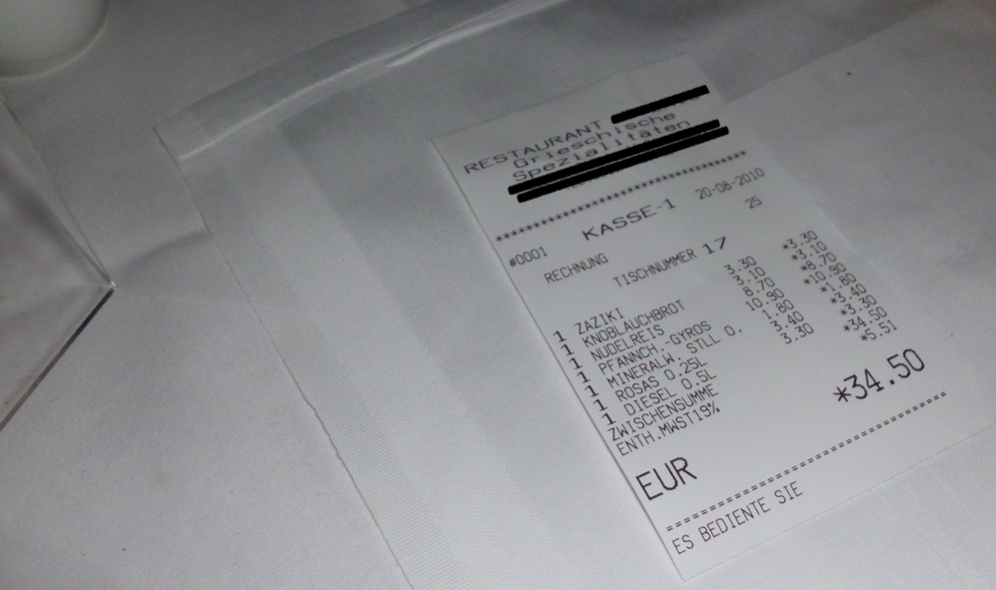 RESTAURANT
Grieschische
Spezialitäten
****************************************
#0001 KASSE-1 20-08-2010
25
RECHNUNG
TISCHNUMMER 17
1 ZAZIKI 3.30 *3.30
1 KNOBLAUCHBROT 3.10 *3.10
1 NUDELREIS 8.70 *8.70
1 PFANNCH.-GYROS 10.90 *10.90
1 MINERALW. STLL 0. 1.80 *1.80
1 ROSAS 0.25L 3.40 *3.40
1 DIESEL 0.5L 3.30 *3.30
ZWISCHENSUMME *34.50
ENTH.MWST19% *5.51
EUR *34.50
========================================
ES BEDIENTE SIE